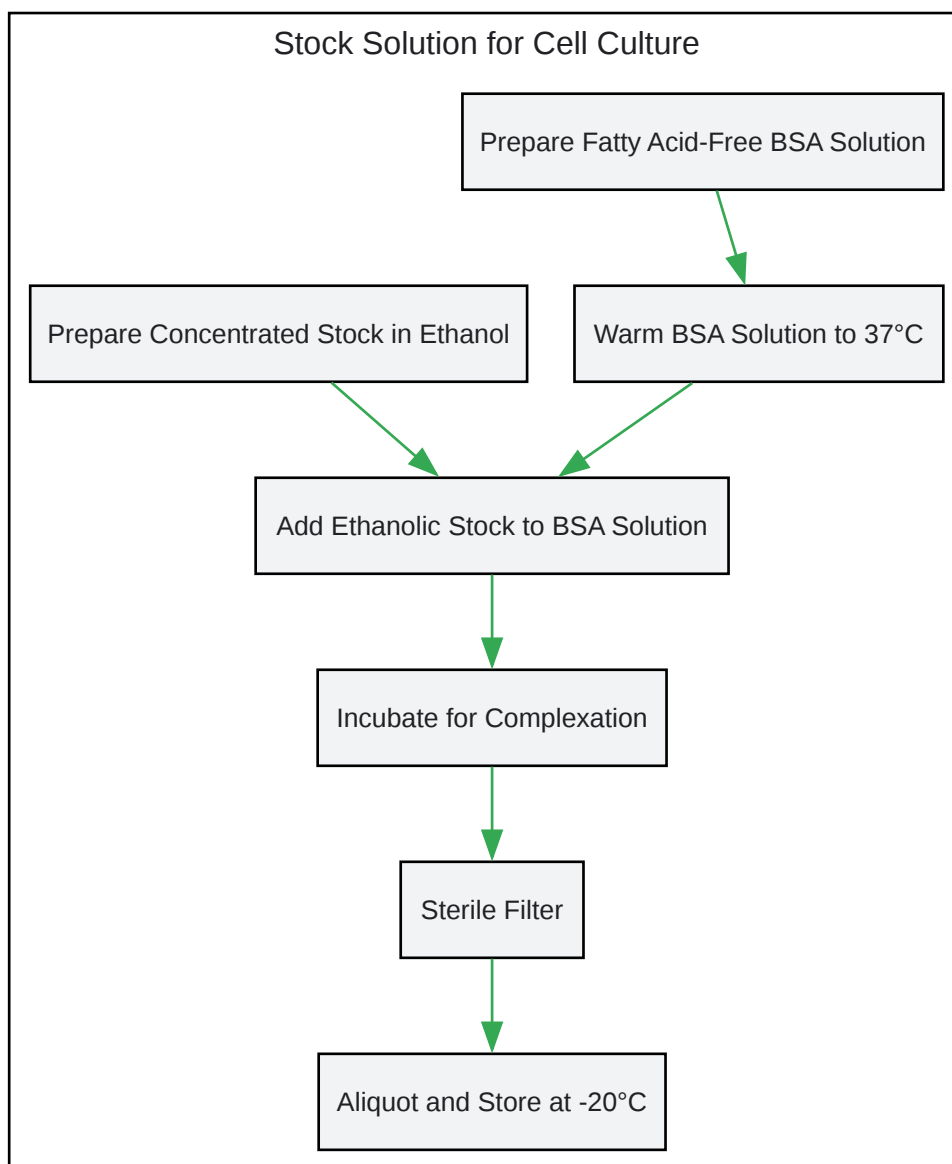 Stock Solution for Cell Culture
Prepare Fatty Acid-Free BSA Solution
Prepare Concentrated Stock in Ethanol
Warm BSA Solution to 37°C
Add Ethanolic Stock to BSA Solution
Incubate for Complexation
Sterile Filter
Aliquot and Store at -20°C